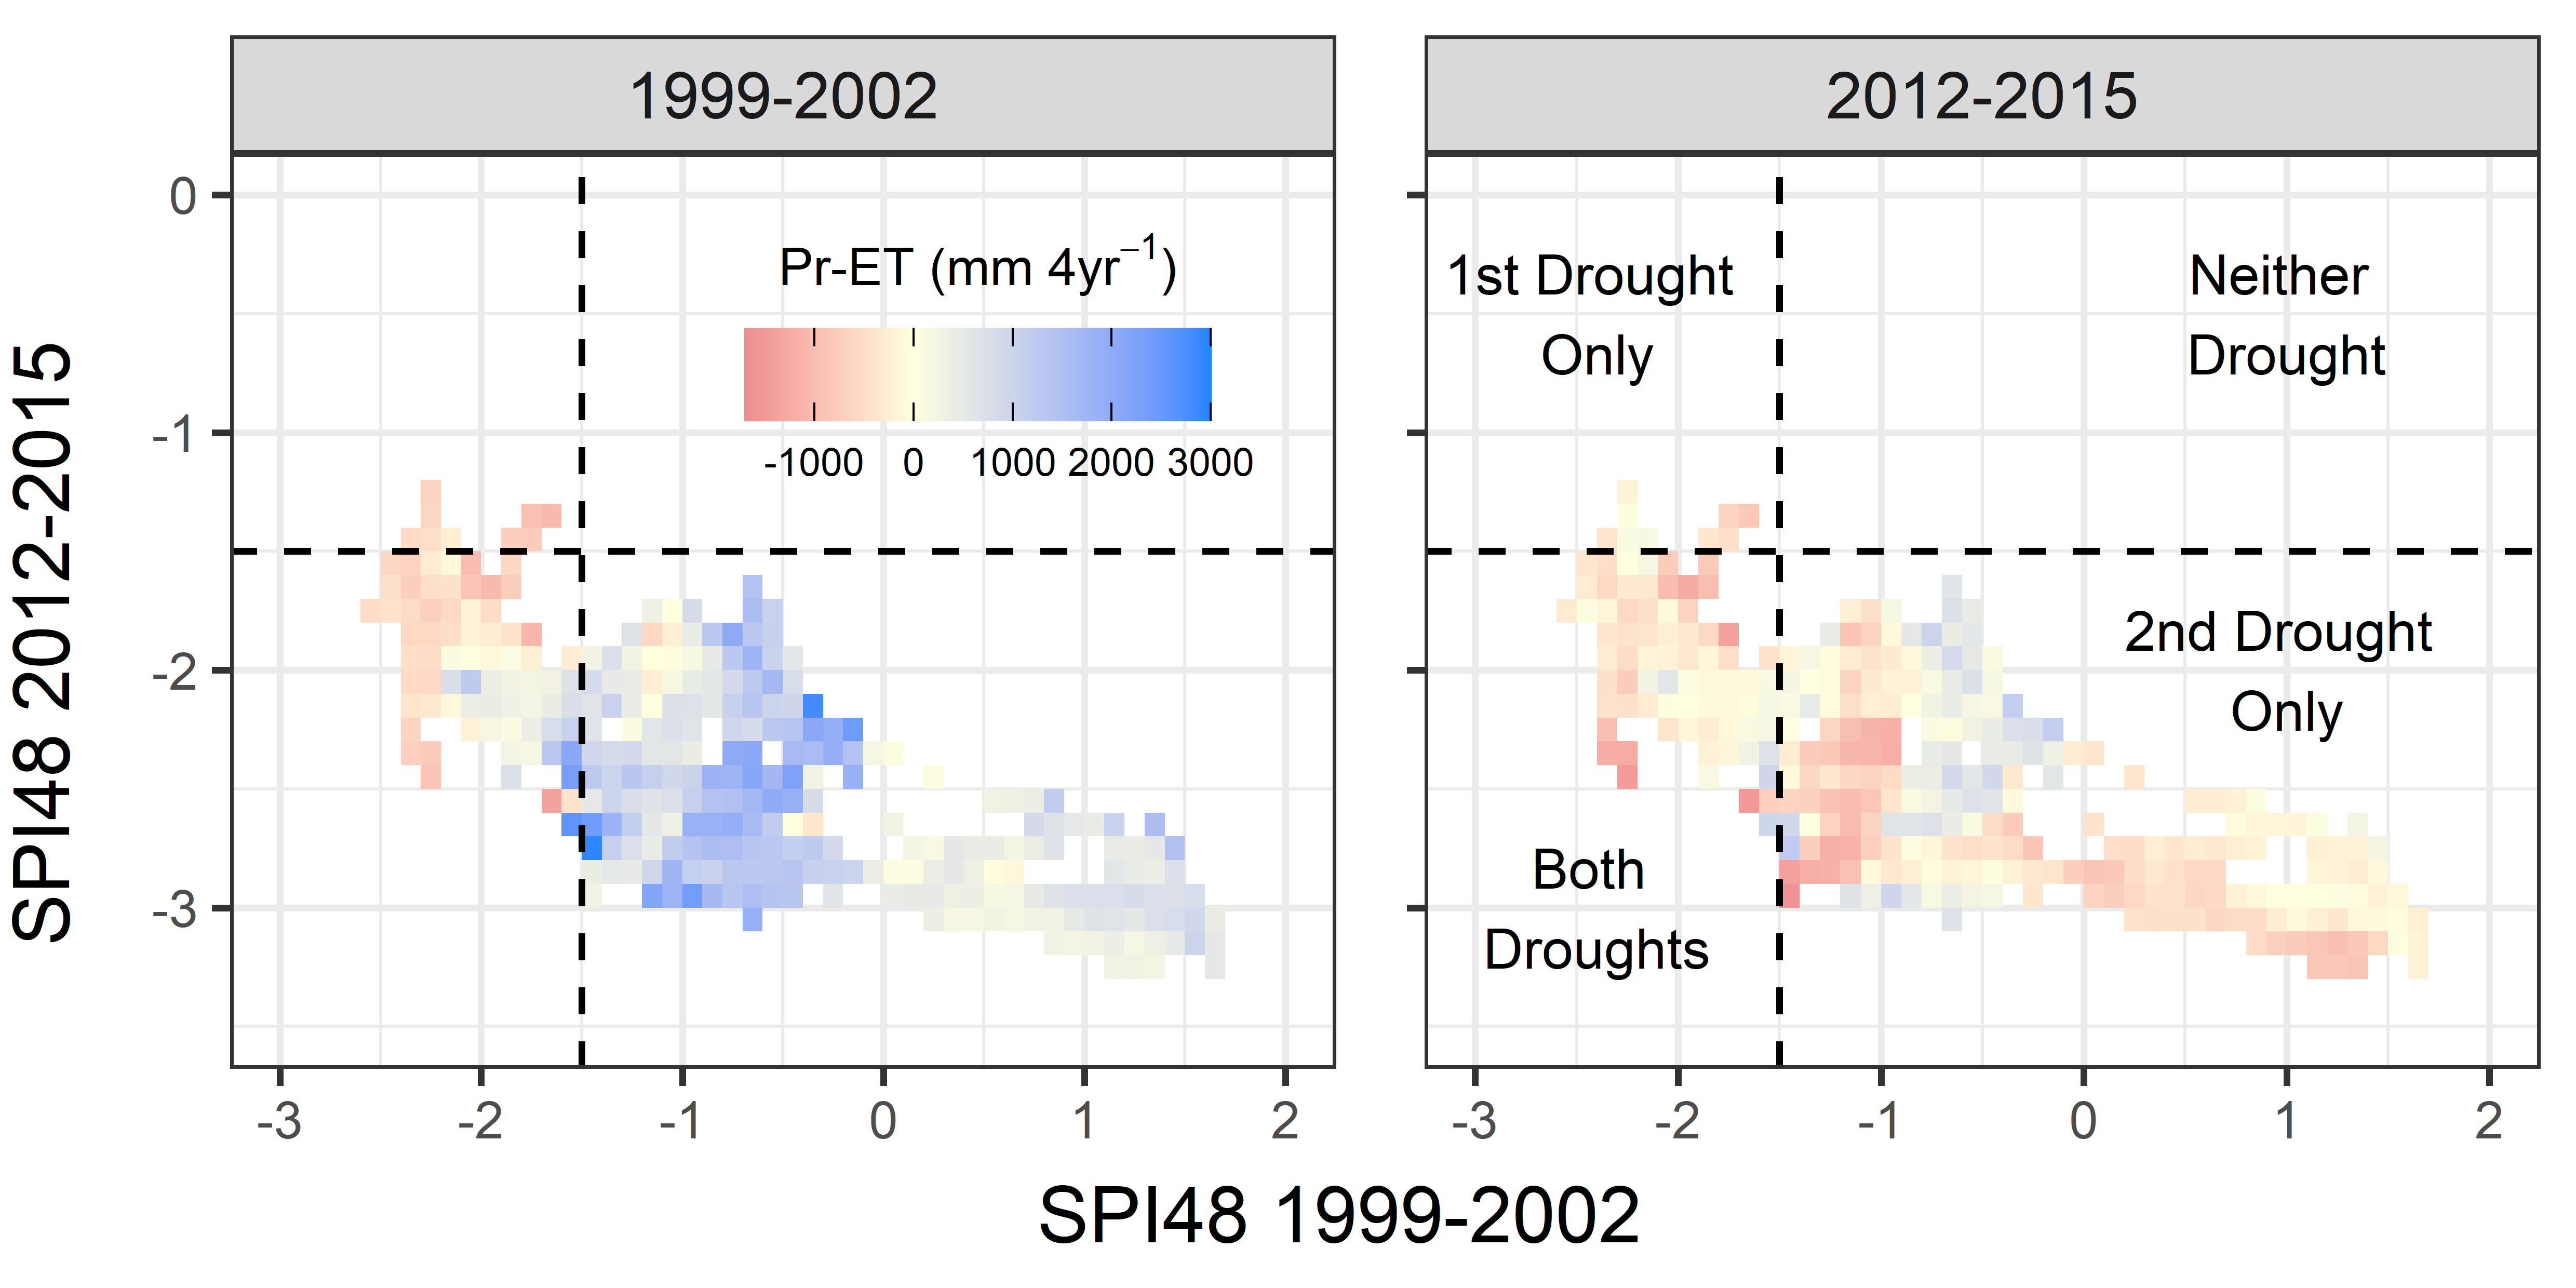 1999-2002
2012-2015
SPI48 2012-2015
0
-1
-2
-3
Pr-ET (mm 4yr⁻¹)
-1000 0 1000 2000 3000
1st Drought
Only
Neither
Drought
2nd Drought
Only
Both
Droughts
-3 -2 -1 0 1 2
-3 -2 -1 0 1 2
SPI48 1999-2002